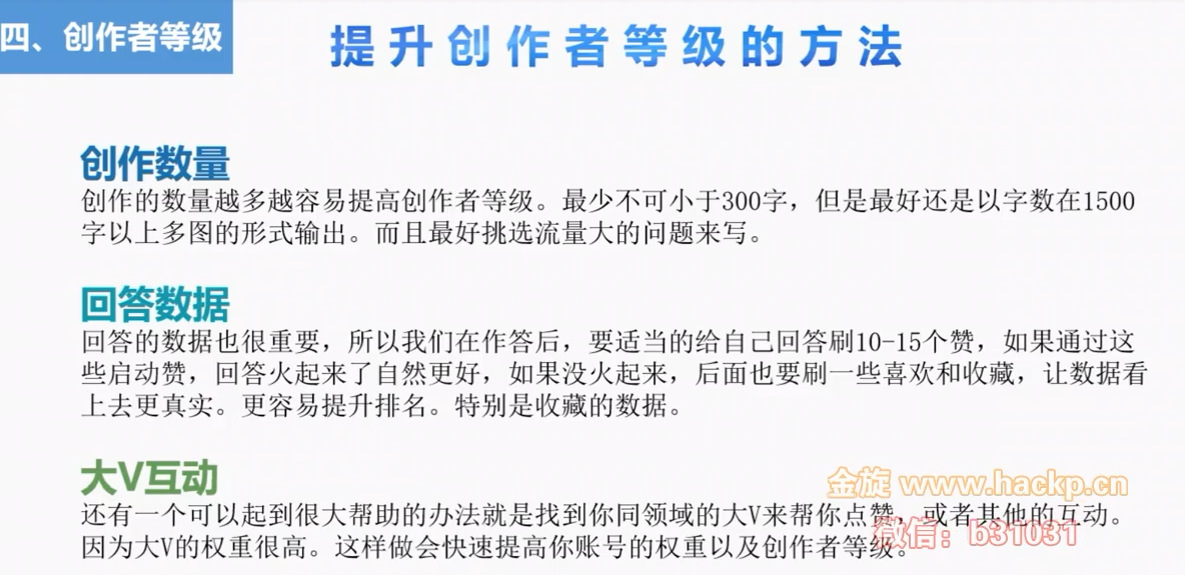 四、创作者等级
提升创作者等级的方法
创作数量
创作的数量越多越容易提高创作者等级。最少不可小于300字，但是最好还是以字数在1500
字以上多图的形式输出。而且最好挑选流量大的问题来写。
回答数据
回答的数据也很重要，所以我们在作答后，要适当的给自己回答刷10-15个赞，如果通过这
些启动赞，回答火起来了自然更好，如果没火起来，后面也要刷一些喜欢和收藏，让数据看
上去更真实。更容易提升排名。特别是收藏的数据。
大V互动
金旋 www.hackp.cn
还有一个可以起到很大帮助的办法就是找到你同领域的大V来帮你点赞，或者其他的互动。
因为大V的权重很高。这样做会快速提高你账号的权重以及创作者等级。
微信：b31031